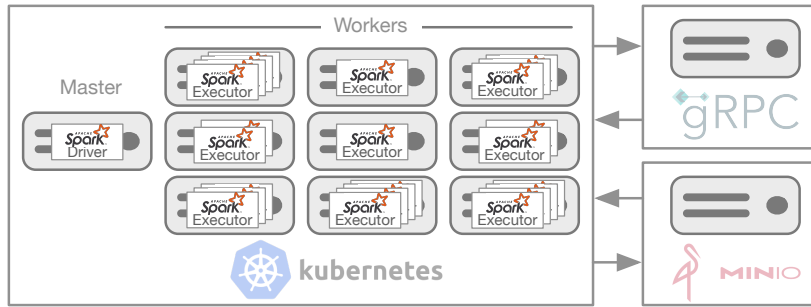 Workers
Master
APACHE Spark Executor
APACHE Spark Executor
APACHE Spark Executor
APACHE Spark Driver
APACHE Spark Executor
APACHE Spark Executor
APACHE Spark Executor
APACHE Spark Executor
APACHE Spark Executor
APACHE Spark Executor
kubernetes
gRPC
MINIO